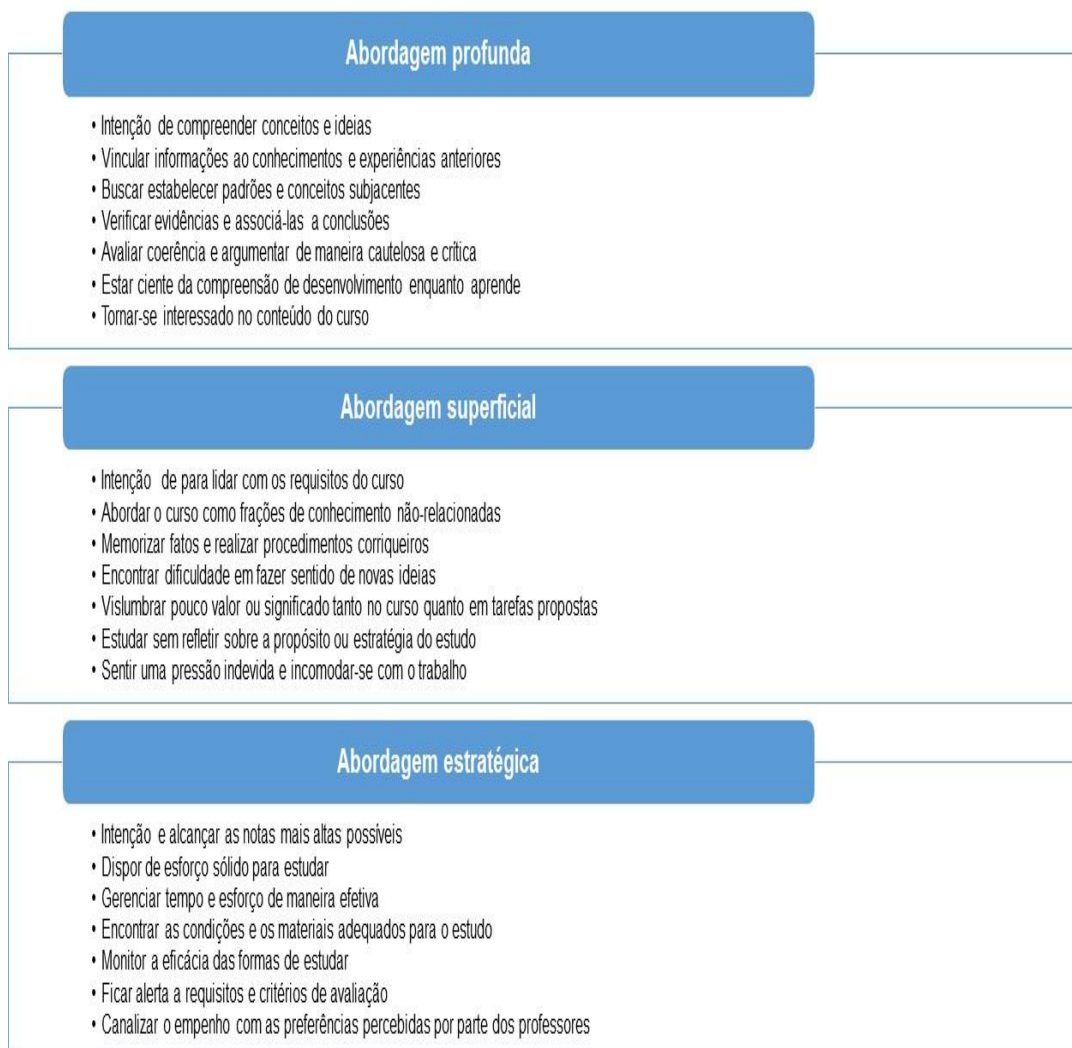 Abordagem profunda
• Intenção de compreender conceitos e ideias
• Vincular informações ao conhecimentos e experiências anteriores
• Buscar estabelecer padrões e conceitos subjacentes
• Verificar evidências e associá-las a conclusões
• Avaliar coerência e argumentar de maneira cautelosa e crítica
• Estar ciente da compreensão de desenvolvimento enquanto aprende
• Tornar-se interessado no conteúdo do curso
Abordagem superficial
• Intenção de para lidar com os requisitos do curso
• Abordar o curso como frações de conhecimento não-relacionadas
• Memorizar fatos e realizar procedimentos corriqueiros
• Encontrar dificuldade em fazer sentido de novas ideias
• Vislumbrar pouco valor ou significado tanto no curso quanto em tarefas propostas
• Estudar sem refletir sobre a propósito ou estratégia do estudo
• Sentir uma pressão indevida e incomodar-se com o trabalho
Abordagem estratégica
• Intenção e alcançar as notas mais altas possíveis
• Dispor de esforço sólido para estudar
• Gerenciar tempo e esforço de maneira efetiva
• Encontrar as condições e os materiais adequados para o estudo
• Monitor a eficácia das formas de estudar
• Ficar alerta a requisitos e critérios de avaliação
• Canalizar o empenho com as preferências percebidas por parte dos professores